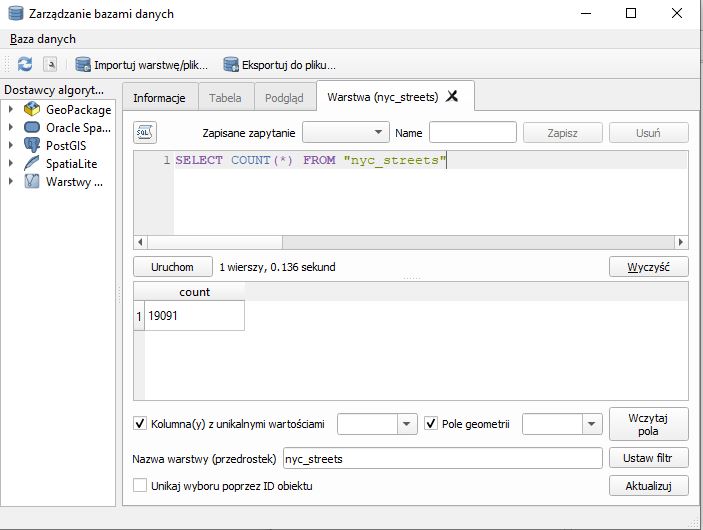 Zarządzanie bazami danych
Baza danych
Importuj warstwę/plik... Eksportuj do pliku...
Dostawcy algoryt...
GeoPackage
Oracle Spa...
PostGIS
SpatiaLite
Warstwy ...
Informacje Tabela Podgląd Warstwa (nyc_streets)
SQL Zapisane zapytanie Name Zapisz Usuń
1 SELECT COUNT(*) FROM "nyc_streets"
Uruchom 1 wierszy, 0.136 sekund Wyczyść
count
1 19091
Kolumna(y) z unikalnymi wartościami Pole geometrii Wczytaj pola
Nazwa warstwy (przedrostek) nyc_streets Ustaw filtr
Unikaj wyboru poprzez ID obiektu Aktualizuj